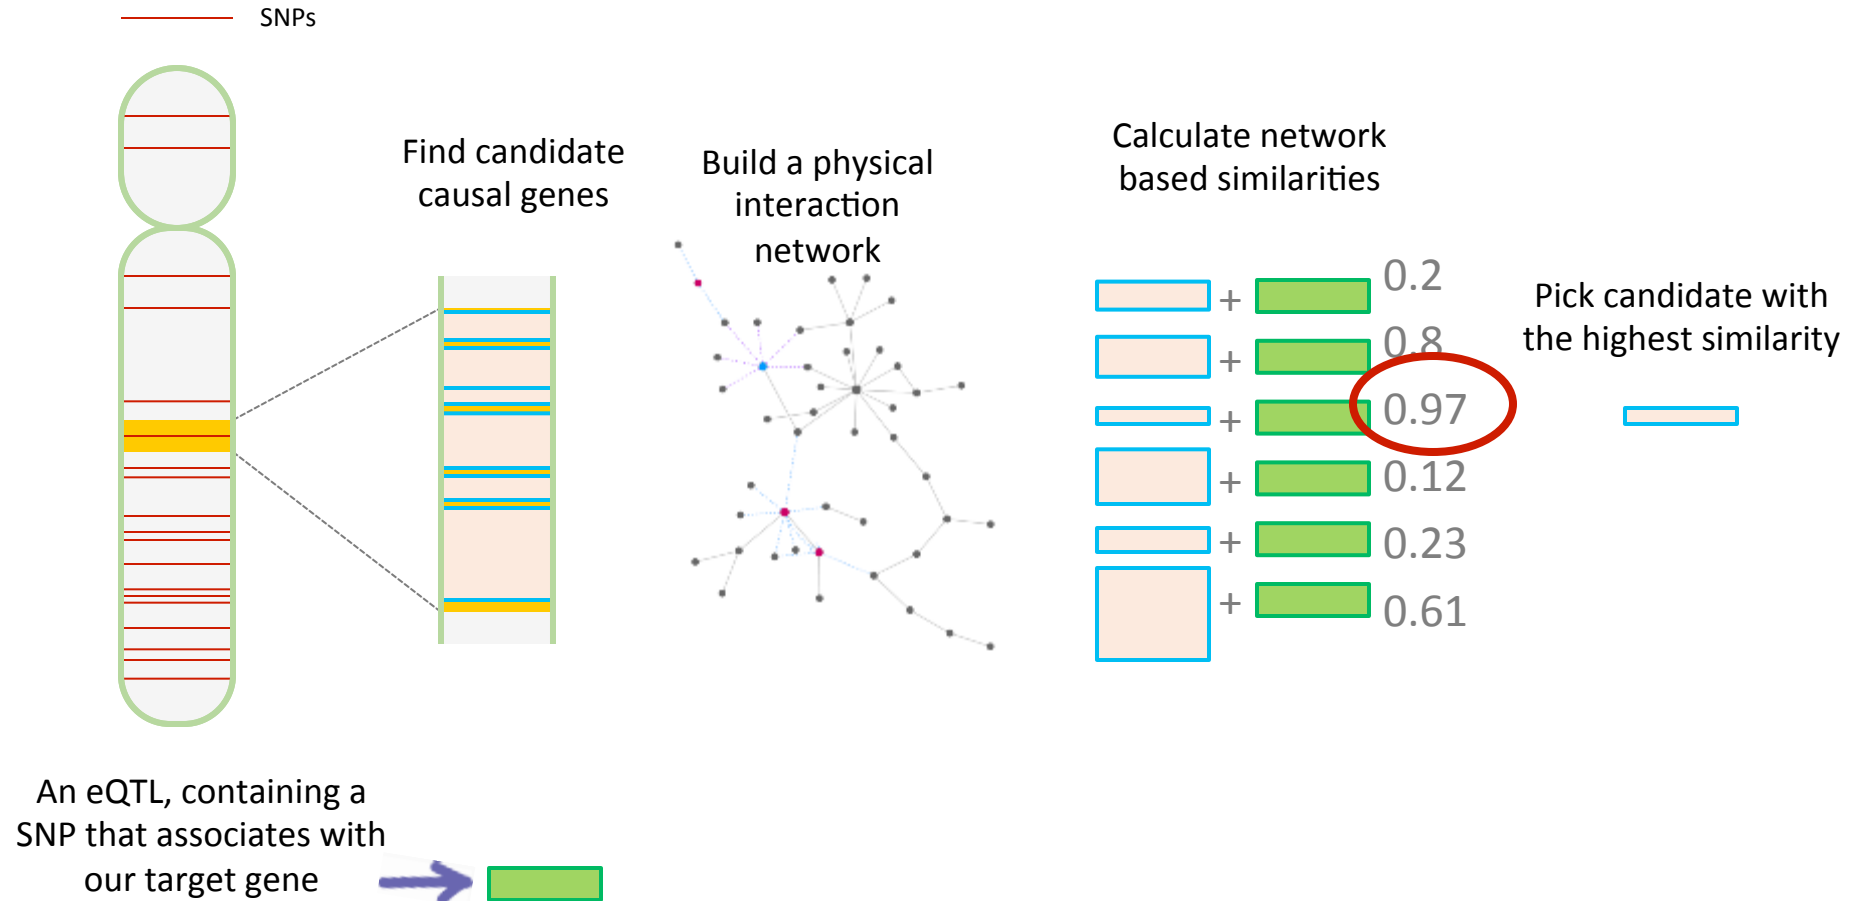 SNPs
Find candidate
causal genes
Build a physical
interaction
network
Calculate network
based similarities
+ 0.2
+ 0.8
+ 0.97
+ 0.12
+ 0.23
+ 0.61
Pick candidate with
the highest similarity
An eQTL, containing a
SNP that associates with
our target gene